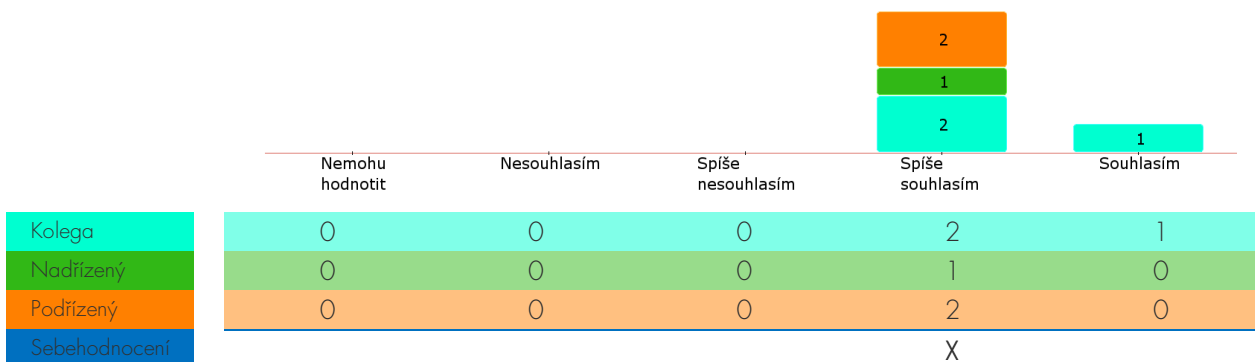 2
1
2
1
Nemohu hodnotit
Nesouhlasím
Spíše nesouhlasím
Spíše souhlasím
Souhlasím
Kolega 0 0 0 2 1
Nadřízený 0 0 0 1 0
Podřízený 0 0 0 2 0
Sebehodnocení X